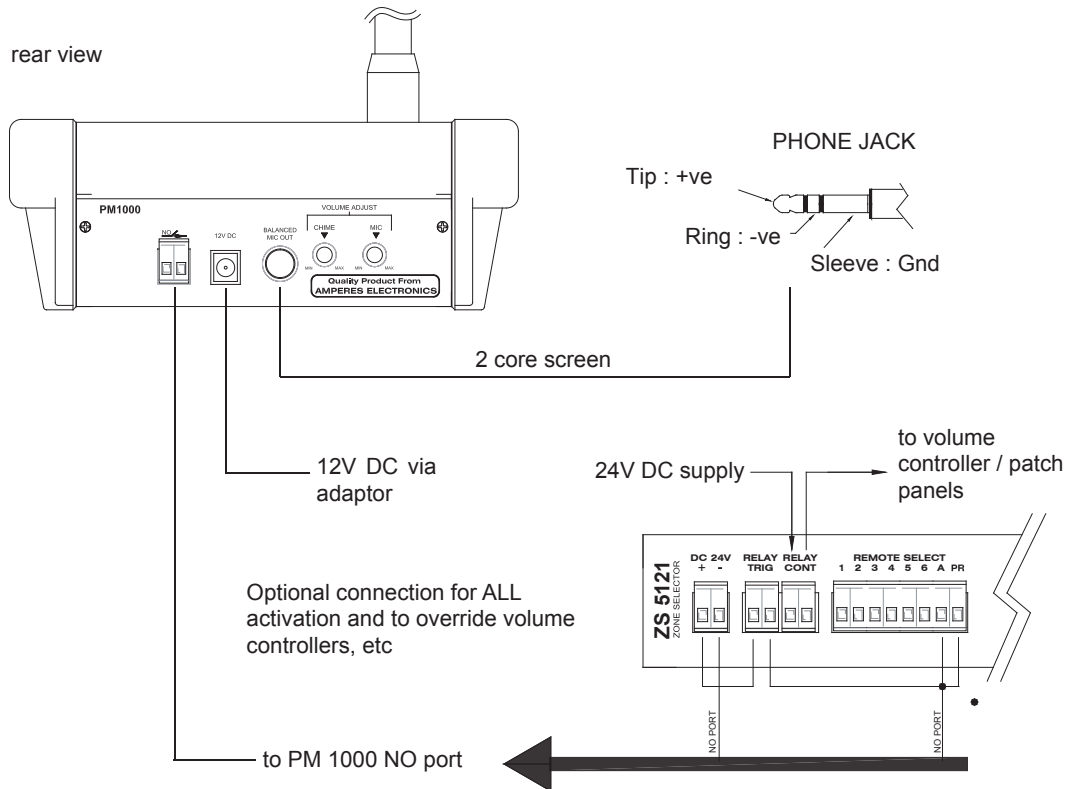 rear view
PHONE JACK
Tip : +ve
Ring : -ve
Sleeve : Gnd
PM1000
NO
12V DC
BALANCED
MIC OUT
VOLUME ADJUST
CHIME
MIC
MIN
MAX
MIN
MAX
Quality Product From
AMPERES ELECTRONICS
2 core screen
12V DC via
adaptor
24V DC supply
to volume
controller / patch
panels
Optional connection for ALL
activation and to override volume
controllers, etc
ZS 5121
ZONE SELECTOR
DC 24V
+ -
RELAY
TRIG
RELAY
CONT
REMOTE SELECT
1 2 3 4 5 6 A PR
NO PORT
NO PORT
to PM 1000 NO port